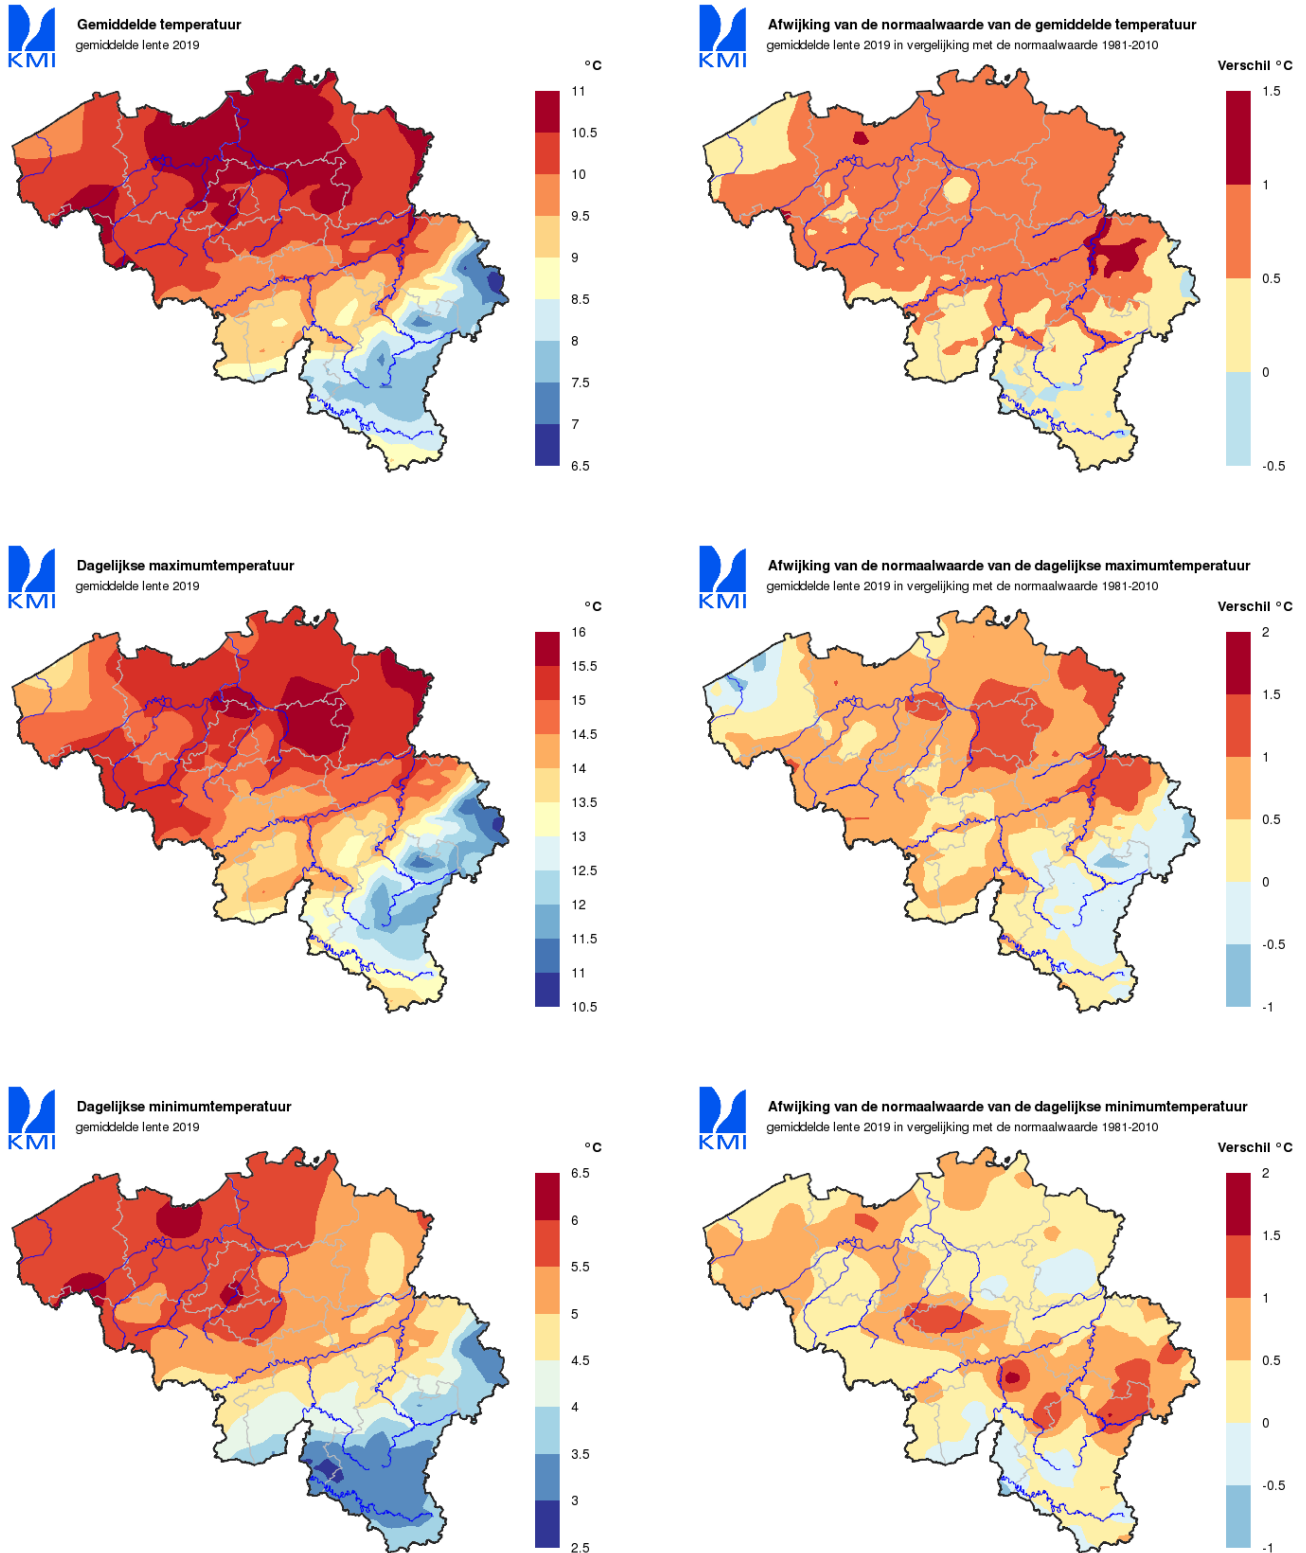 KMI
Gemiddelde temperatuur
gemiddelde lente 2019
°C
11
10.5
10
9.5
9
8.5
8
7.5
7
6.5
KMI
Afwijking van de normaalwaarde van de gemiddelde temperatuur
gemiddelde lente 2019 in vergelijking met de normaalwaarde 1981-2010
Verschil °C
1.5
1
0.5
0
-0.5
KMI
Dagelijkse maximumtemperatuur
gemiddelde lente 2019
°C
16
15.5
15
14.5
14
13.5
13
12.5
12
11.5
11
10.5
KMI
Afwijking van de normaalwaarde van de dagelijkse maximumtemperatuur
gemiddelde lente 2019 in vergelijking met de normaalwaarde 1981-2010
Verschil °C
2
1.5
1
0.5
0
-0.5
-1
KMI
Dagelijkse minimumtemperatuur
gemiddelde lente 2019
°C
6.5
6
5.5
5
4.5
4
3.5
3
2.5
KMI
Afwijking van de normaalwaarde van de dagelijkse minimumtemperatuur
gemiddelde lente 2019 in vergelijking met de normaalwaarde 1981-2010
Verschil °C
2
1.5
1
0.5
0
-0.5
-1